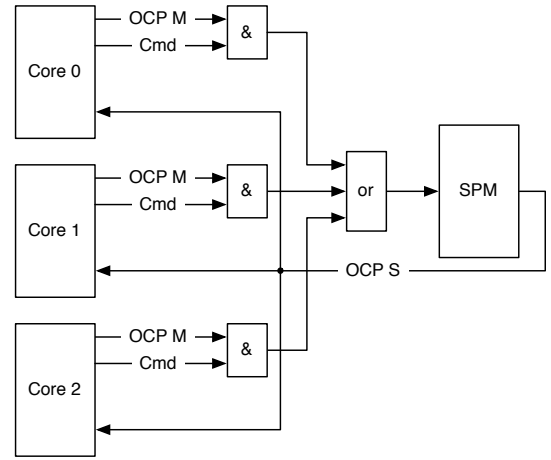 OCP M
Cmd
&
Core 0
OCP M
Cmd
&
Core 1
or
SPM
OCP S
OCP M
Cmd
&
Core 2